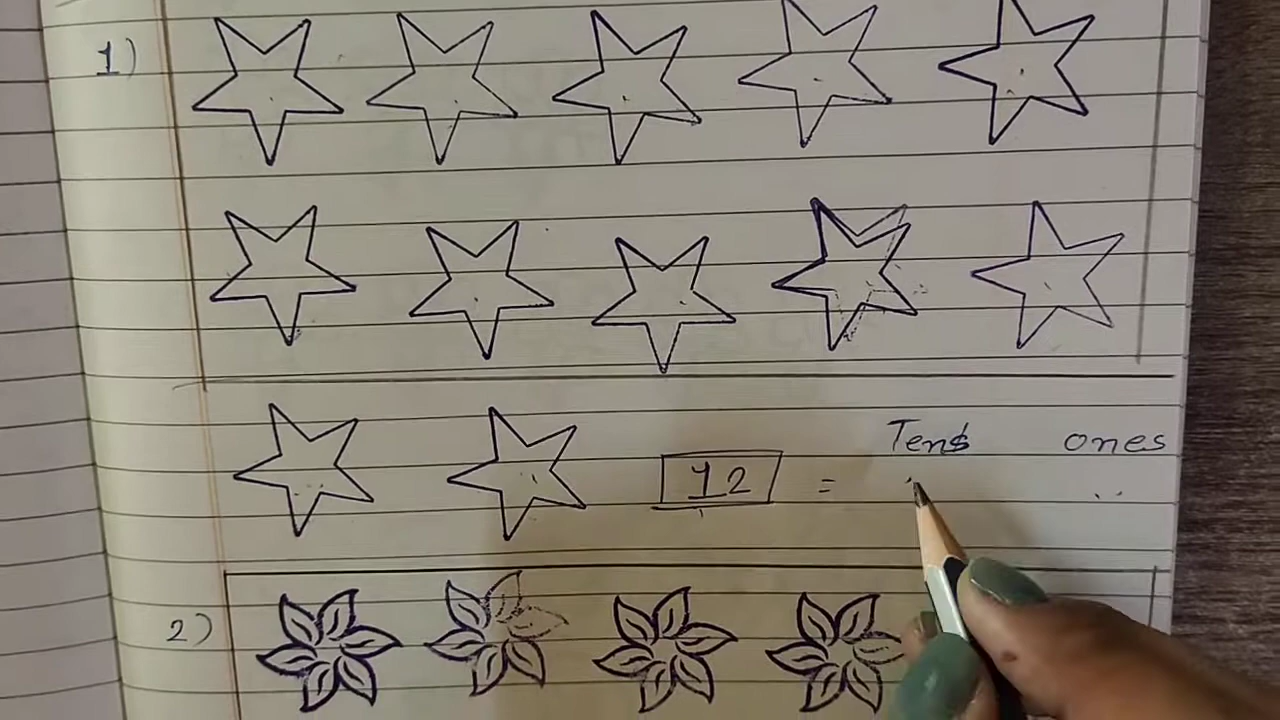 1)
Tens ones
12 =
2)